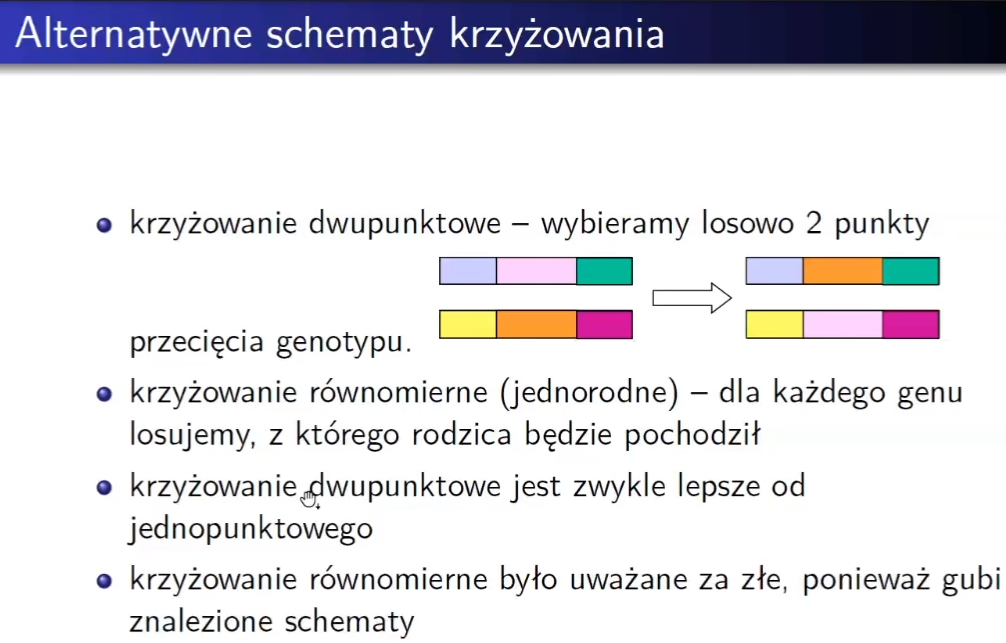 Alternatywne schematy krzyżowania
krzyżowanie dwupunktowe – wybieramy losowo 2 punkty
przecięcia genotypu.
krzyżowanie równomierne (jednorodne) – dla każdego genu
losujemy, z którego rodzica będzie pochodził
krzyżowanie dwupunktowe jest zwykle lepsze od
jednopunktowego
krzyżowanie równomierne było uważane za złe, ponieważ gubi
znalezione schematy